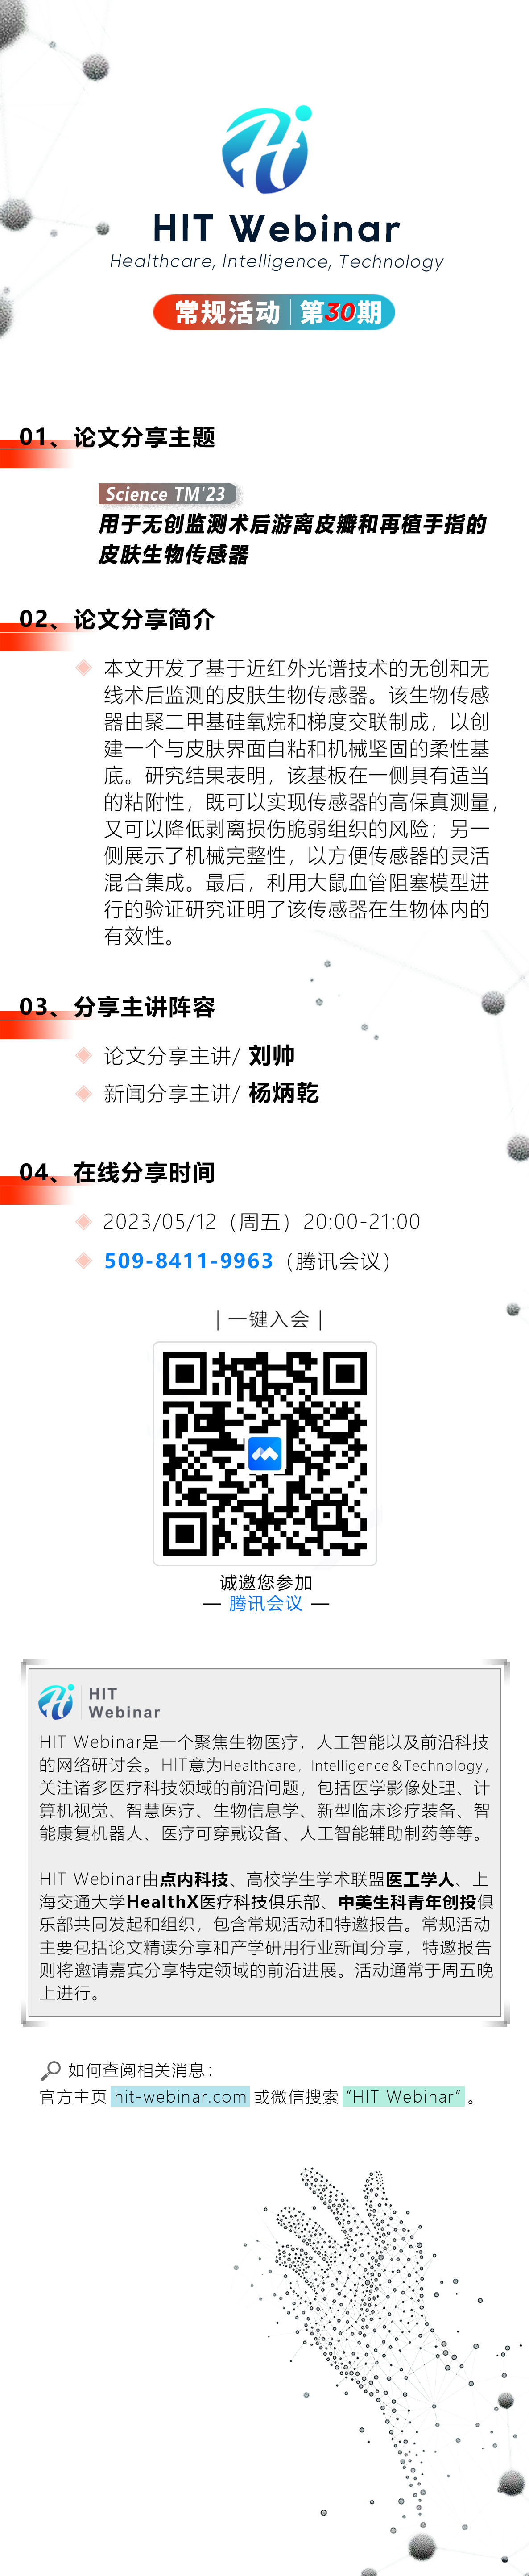 HIT Webinar
Healthcare, Intelligence, Technology
常规活动 | 第30期
01、论文分享主题
Science TM'23
用于无创监测术后游离皮瓣和再植手指的
皮肤生物传感器
02、论文分享简介
本文开发了基于近红外光谱技术的无创和无
线术后监测的皮肤生物传感器。该生物传感
器由聚二甲基硅氧烷和梯度交联制成，以创
建一个与皮肤界面自粘和机械坚固的柔性基
底。研究结果表明，该基板在一侧具有适当
的粘附性，既可以实现传感器的高保真测量，
又可以降低剥离损伤脆弱组织的风险；另一
侧展示了机械完整性，以方便传感器的灵活
混合集成。最后，利用大鼠血管阻塞模型进
行的验证研究证明了该传感器在生物体内的
有效性。
03、分享主讲阵容
论文分享主讲/ 刘帅
新闻分享主讲/ 杨炳乾
04、在线分享时间
2023/05/12（周五）20:00-21:00
509-8411-9963（腾讯会议）
| 一键入会 |
诚邀您参加
— 腾讯会议 —
HIT
Webinar
HIT Webinar是一个聚焦生物医疗，人工智能以及前沿科技
的网络研讨会。HIT意为Healthcare，Intelligence＆Technology，
关注诸多医疗科技领域的前沿问题，包括医学影像处理、计
算机视觉、智慧医疗、生物信息学、新型临床诊疗装备、智
能康复机器人、医疗可穿戴设备、人工智能辅助制药等等。
HIT Webinar由点内科技、高校学生学术联盟医工学人、上
海交通大学HealthX医疗科技俱乐部、中美生科青年创投俱
乐部共同发起和组织，包含常规活动和特邀报告。常规活动
主要包括论文精读分享和产学研用行业新闻分享，特邀报告
则将邀请嘉宾分享特定领域的前沿进展。活动通常于周五晚
上进行。
如何查阅相关消息：
官方主页 hit-webinar.com 或微信搜索 “HIT Webinar” 。